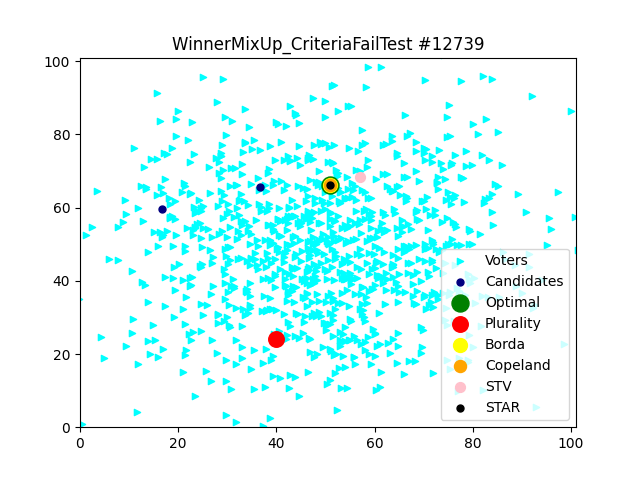 WinnerMixUp_CriteriaFailTest #12739
100
80
60
40
20
0
0
20
40
60
80
100
Voters
Candidates
Optimal
Plurality
Borda
Copeland
STV
STAR